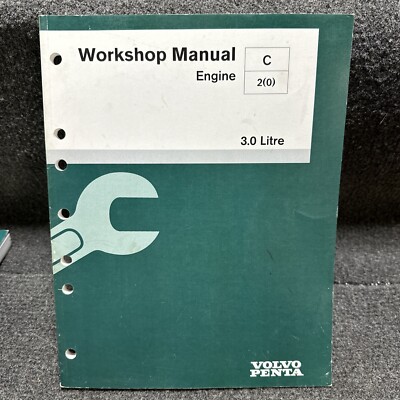 Workshop Manual
Engine
C
2(0)
3.0 Litre
VOLVO
PENTA